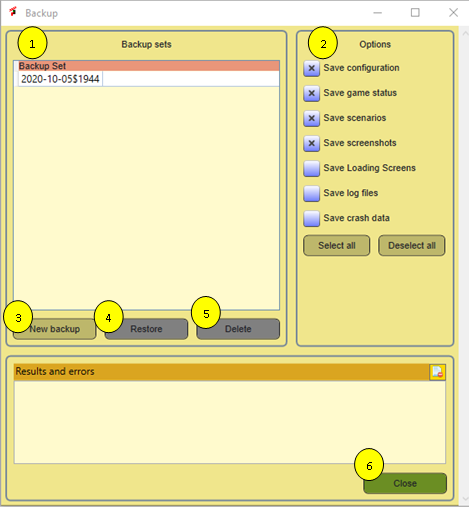 Backup
1
Backup sets
Backup Set
2020-10-05$1944
3
New backup
4
Restore
5
Delete
2
Options
Save configuration
Save game status
Save scenarios
Save screenshots
Save Loading Screens
Save log files
Save crash data
Select all
Deselect all
Results and errors
6
Close